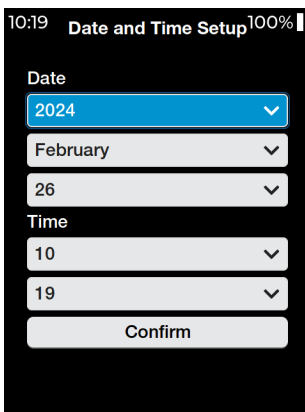 10:19 Date and Time Setup 100%
Date
2024
February
26
Time
10
19
Confirm